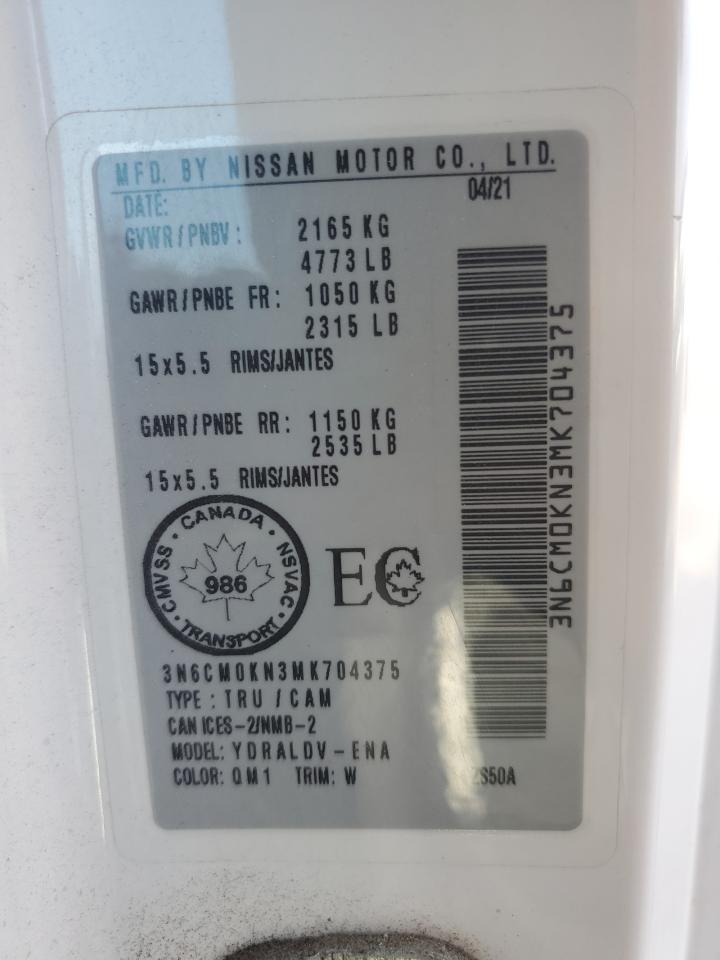 MFD. BY NISSAN MOTOR CO., LTD.
DATE: 04/21
GVWR/PNBV: 2165 KG
4773 LB
GAWR/PNBE FR: 1050 KG
2315 LB
15x5.5 RIMS/JANTES
GAWR/PNBE RR: 1150 KG
2535 LB
15x5.5 RIMS/JANTES
CANADA
CMVSS 986 NSVAC
TRANSPORT
EC
3N6CM0KN3MK704375
3N6CM0KN3MK704375
TYPE: TRU/CAM
CAN ICES-2/NMB-2
MODEL: YDRALDV-ENA
COLOR: QM1 TRIM: W